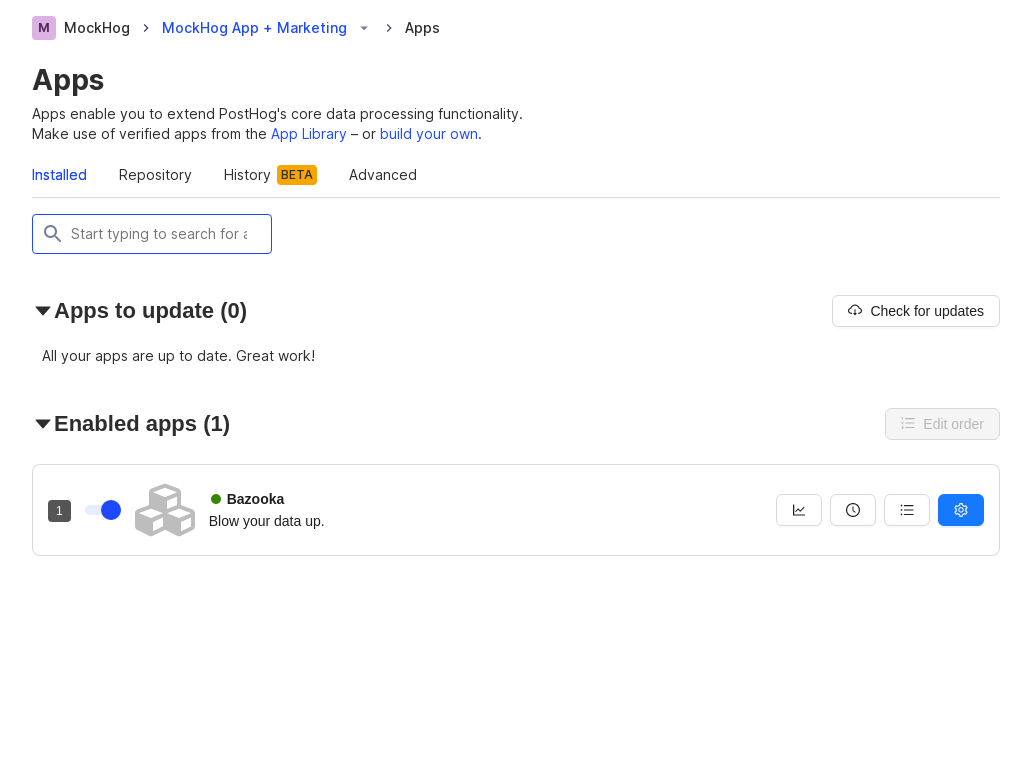 M MockHog MockHog App + Marketing Apps
Apps
Apps enable you to extend PostHog's core data processing functionality.
Make use of verified apps from the App Library – or build your own.
Installed Repository History BETA Advanced
Start typing to search for
Apps to update (0) Check for updates
All your apps are up to date. Great work!
Enabled apps (1) Edit order
1 Bazooka
Blow your data up.